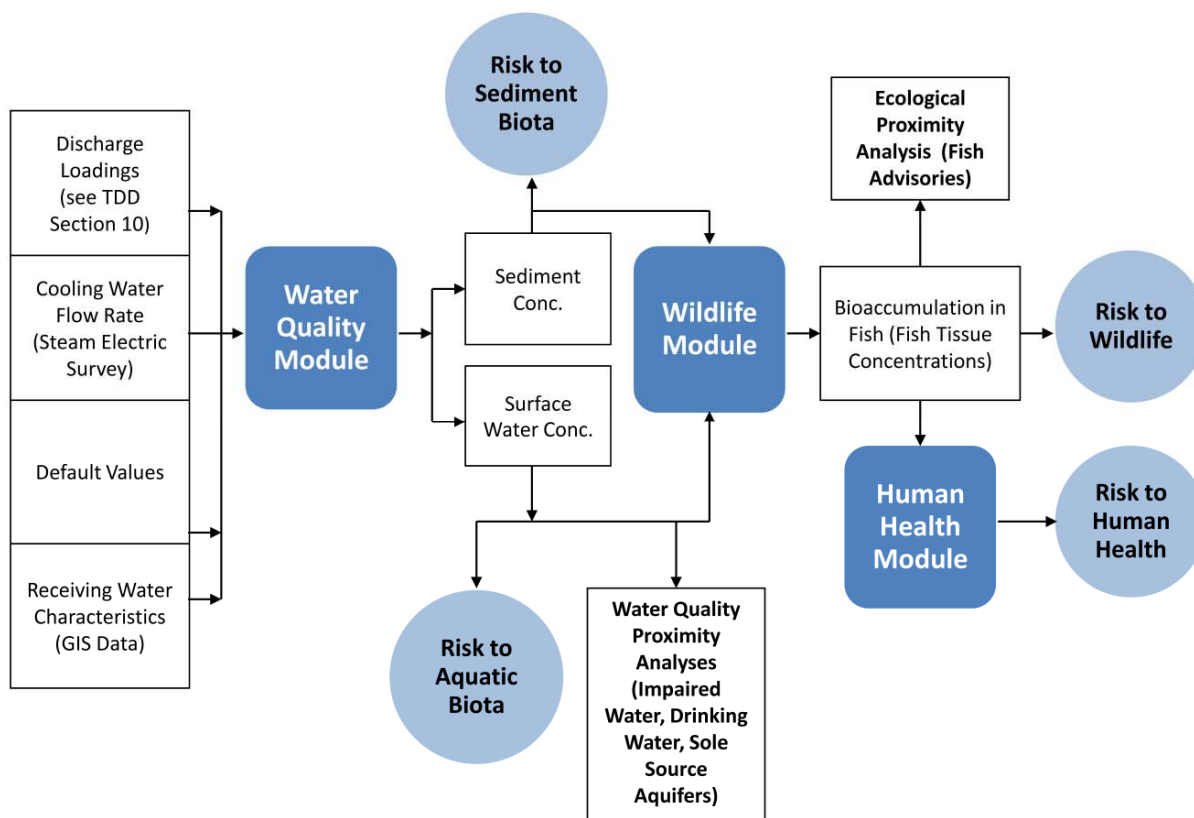 Discharge
Loadings
(see TDD
Section 10)
Cooling Water
Flow Rate
(Steam Electric
Survey)
Default Values
Receiving Water
Characteristics
(GIS Data)
Water
Quality
Module
Risk to
Sediment
Biota
Sediment
Conc.
Surface
Water Conc.
Risk to
Aquatic
Biota
Wildlife
Module
Water Quality
Proximity
Analyses
(Impaired
Water, Drinking
Water, Sole
Source
Aquifers)
Ecological
Proximity
Analysis (Fish
Advisories)
Bioaccumulation in
Fish (Fish Tissue
Concentrations)
Human
Health
Module
Risk to
Wildlife
Risk to
Human
Health